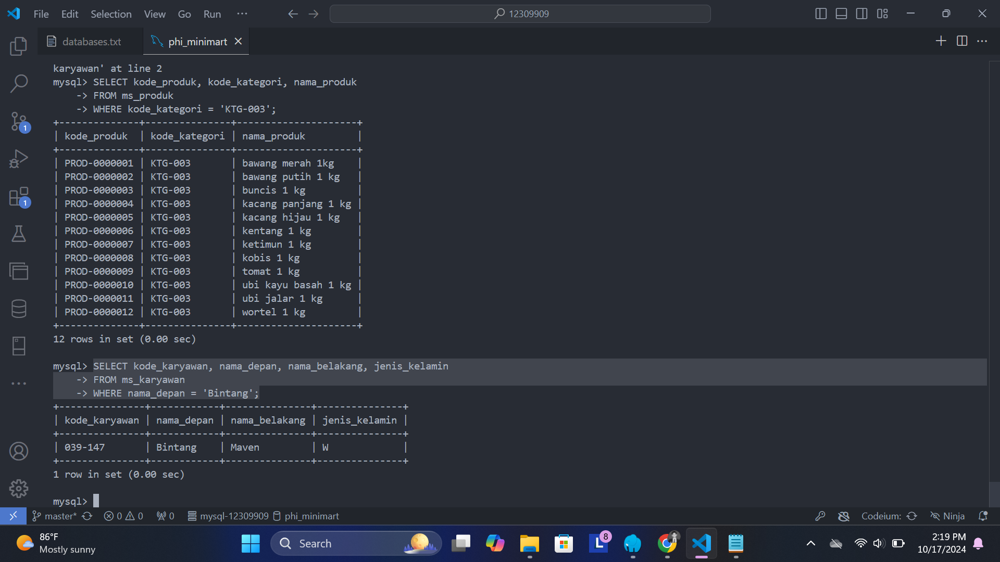 File Edit Selection View Go Run ··· 12309909
databases.txt phi_minimart
karyawan' at line 2
mysql> SELECT kode_produk, kode_kategori, nama_produk
    -> FROM ms_produk
    -> WHERE kode_kategori = 'KTG-003';
+--------------+---------------+---------------------+
| kode_produk  | kode_kategori | nama_produk         |
+--------------+---------------+---------------------+
| PROD-0000001 | KTG-003       | bawang merah 1kg    |
| PROD-0000002 | KTG-003       | bawang putih 1 kg   |
| PROD-0000003 | KTG-003       | buncis 1 kg         |
| PROD-0000004 | KTG-003       | kacang panjang 1 kg |
| PROD-0000005 | KTG-003       | kacang hijau 1 kg   |
| PROD-0000006 | KTG-003       | kentang 1 kg        |
| PROD-0000007 | KTG-003       | ketimun 1 kg        |
| PROD-0000008 | KTG-003       | kobis 1 kg          |
| PROD-0000009 | KTG-003       | tomat 1 kg          |
| PROD-0000010 | KTG-003       | ubi kayu basah 1 kg |
| PROD-0000011 | KTG-003       | ubi jalar 1 kg      |
| PROD-0000012 | KTG-003       | wortel 1 kg         |
+--------------+---------------+---------------------+
12 rows in set (0.00 sec)
mysql> SELECT kode_karyawan, nama_depan, nama_belakang, jenis_kelamin
    -> FROM ms_karyawan
    -> WHERE nama_depan = 'Bintang';
+---------------+------------+---------------+---------------+
| kode_karyawan | nama_depan | nama_belakang | jenis_kelamin |
+---------------+------------+---------------+---------------+
| 039-147       | Bintang    | Maven         | W             |
+---------------+------------+---------------+---------------+
1 row in set (0.00 sec)
mysql>
1
1
master* 0 0 0 mysql-12309909 phi_minimart Codeium: Ninja
86°F
Mostly sunny
Search
L 8
2:19 PM
10/17/2024